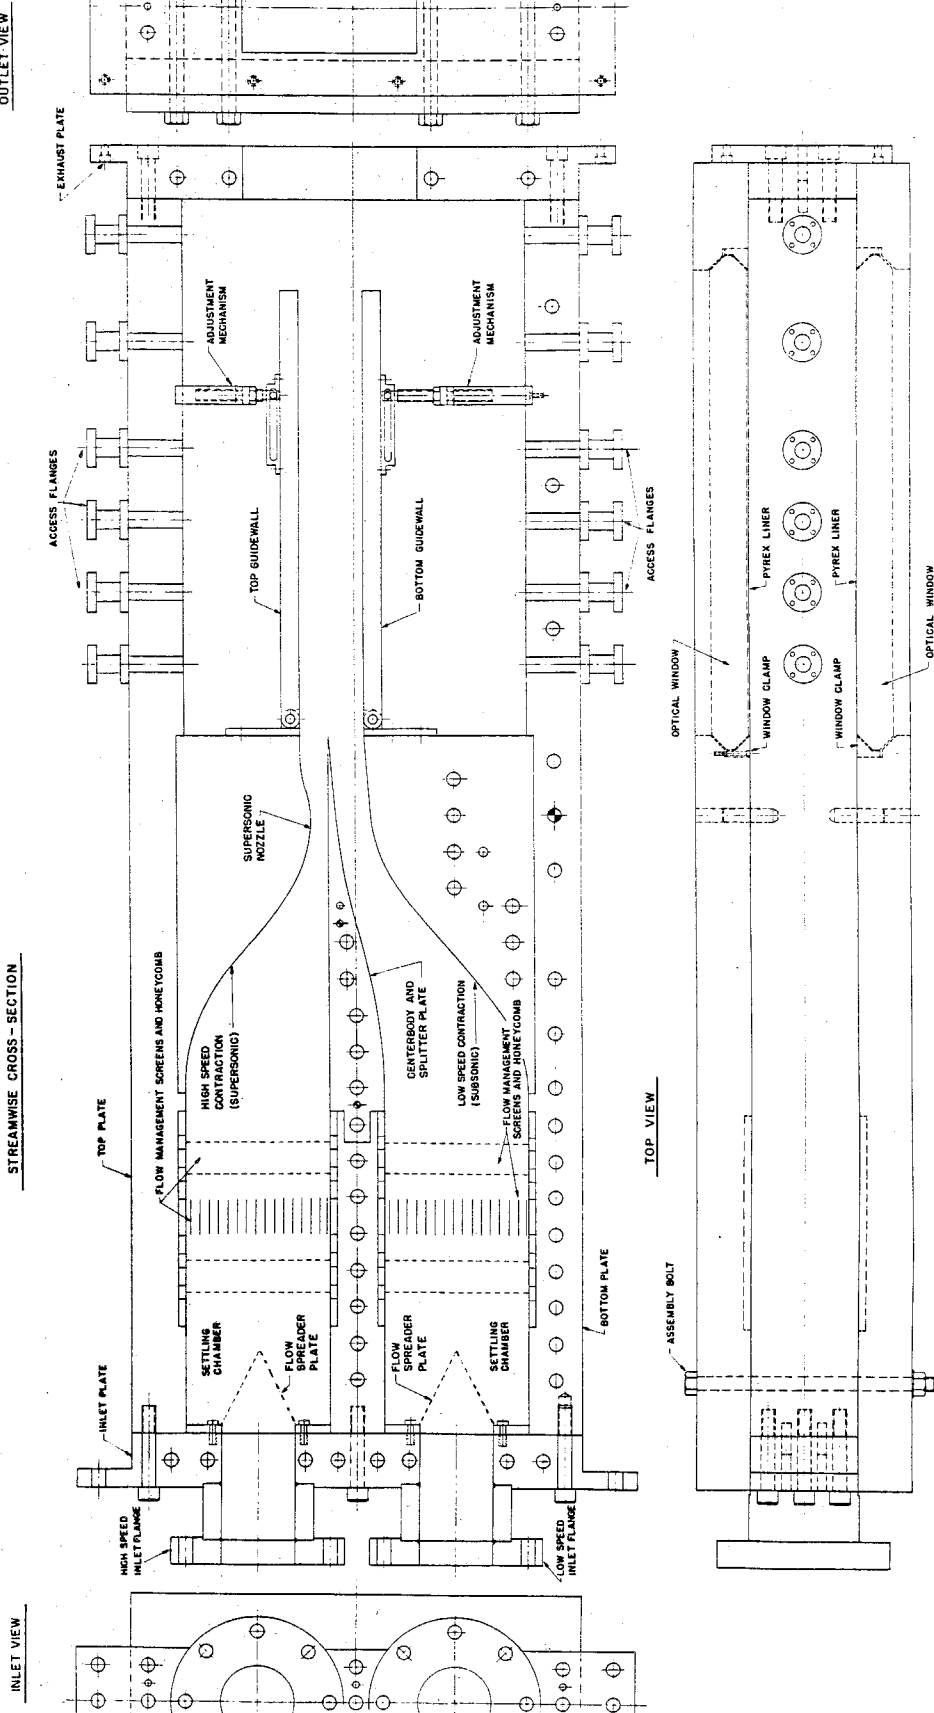 INLET VIEW
STREAMWISE CROSS-SECTION
OUTLET VIEW
HIGH SPEED
INLET FLANGE
INLET PLATE
TOP PLATE
ACCESS FLANGES
EXHAUST PLATE
SETTLING
CHAMBER
FLOW
SPREADER
PLATE
FLOW MANAGEMENT SCREENS AND HONEYCOMB
HIGH SPEED
CONTRACTION
(SUPERSONIC)
SUPERSONIC
NOZZLE
TOP GUIDEWALL
ADJUSTMENT
MECHANISM
FLOW
SPREADER
PLATE
CENTERBODY AND
SPLITTER PLATE
BOTTOM GUIDEWALL
SETTLING
CHAMBER
LOW SPEED CONTRACTION
(SUBSONIC)
FLOW MANAGEMENT
SCREENS AND HONEYCOMB
ADJUSTMENT
MECHANISM
LOW SPEED
INLET FLANGE
BOTTOM PLATE
ACCESS FLANGES
TOP VIEW
ASSEMBLY BOLT
OPTICAL WINDOW
WINDOW CLAMP
PYREX LINER
WINDOW CLAMP
PYREX LINER
OPTICAL WINDOW